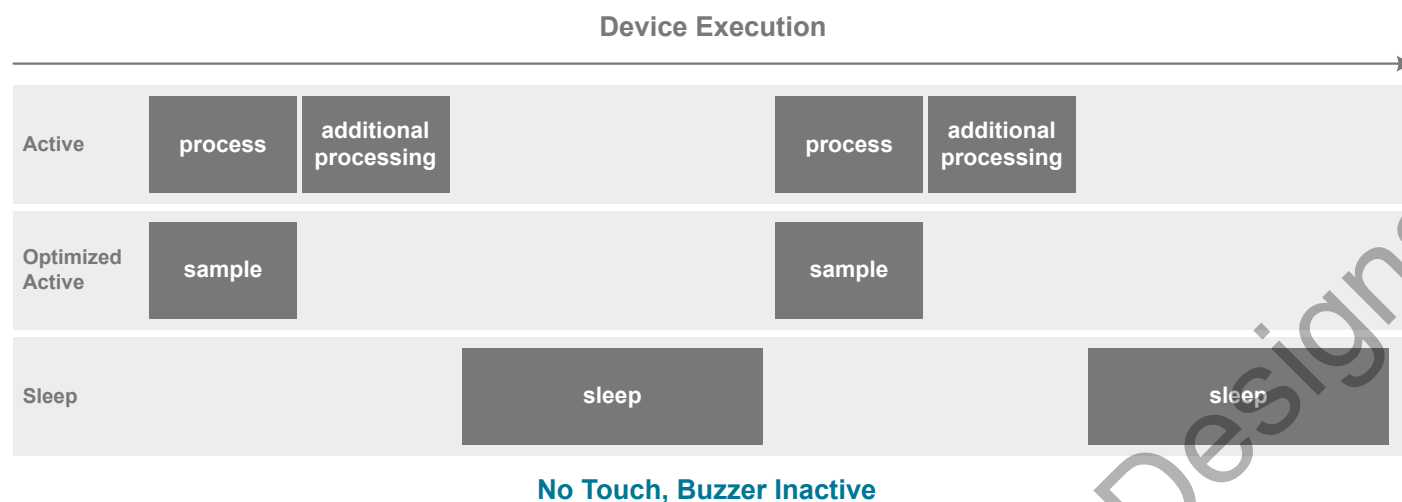 Device Execution
Active
process
additional
processing
process
additional
processing
Optimized
Active
sample
sample
Sleep
sleep
sleep
No Touch, Buzzer Inactive